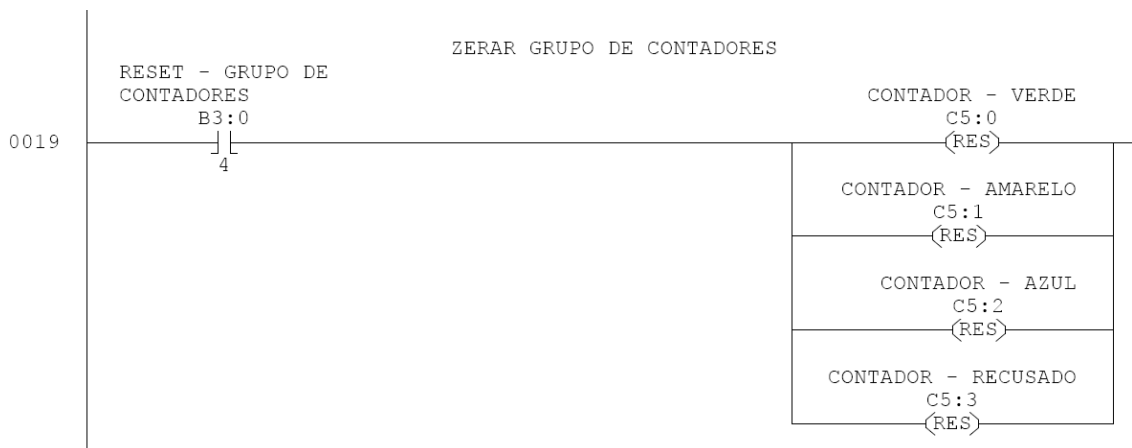 ZERAR GRUPO DE CONTADORES
RESET - GRUPO DE
CONTADORES
B3:0
4
0019
CONTADOR - VERDE
C5:0
RES
CONTADOR - AMARELO
C5:1
RES
CONTADOR - AZUL
C5:2
RES
CONTADOR - RECUSADO
C5:3
RES